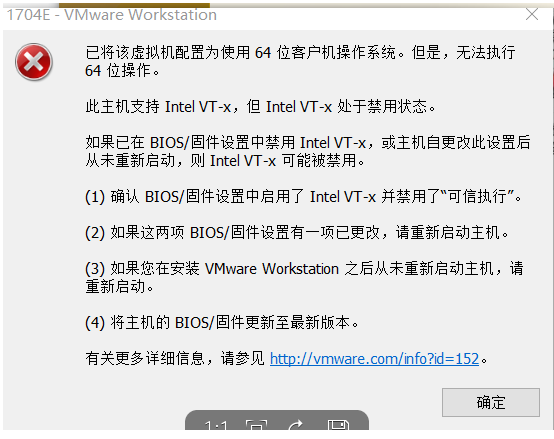 1704E - VMware Workstation
已将该虚拟机配置为使用 64 位客户机操作系统。但是，无法执行
64 位操作。
此主机支持 Intel VT-x，但 Intel VT-x 处于禁用状态。
如果已在 BIOS/固件设置中禁用 Intel VT-x，或主机自更改此设置后
从未重新启动，则 Intel VT-x 可能被禁用。
(1) 确认 BIOS/固件设置中启用了 Intel VT-x 并禁用了“可信执行”。
(2) 如果这两项 BIOS/固件设置有一项已更改，请重新启动主机。
(3) 如果您在安装 VMware Workstation 之后从未重新启动主机，请
重新启动。
(4) 将主机的 BIOS/固件更新至最新版本。
有关更多详细信息，请参见 http://vmware.com/info?id=152。
确定
1:1